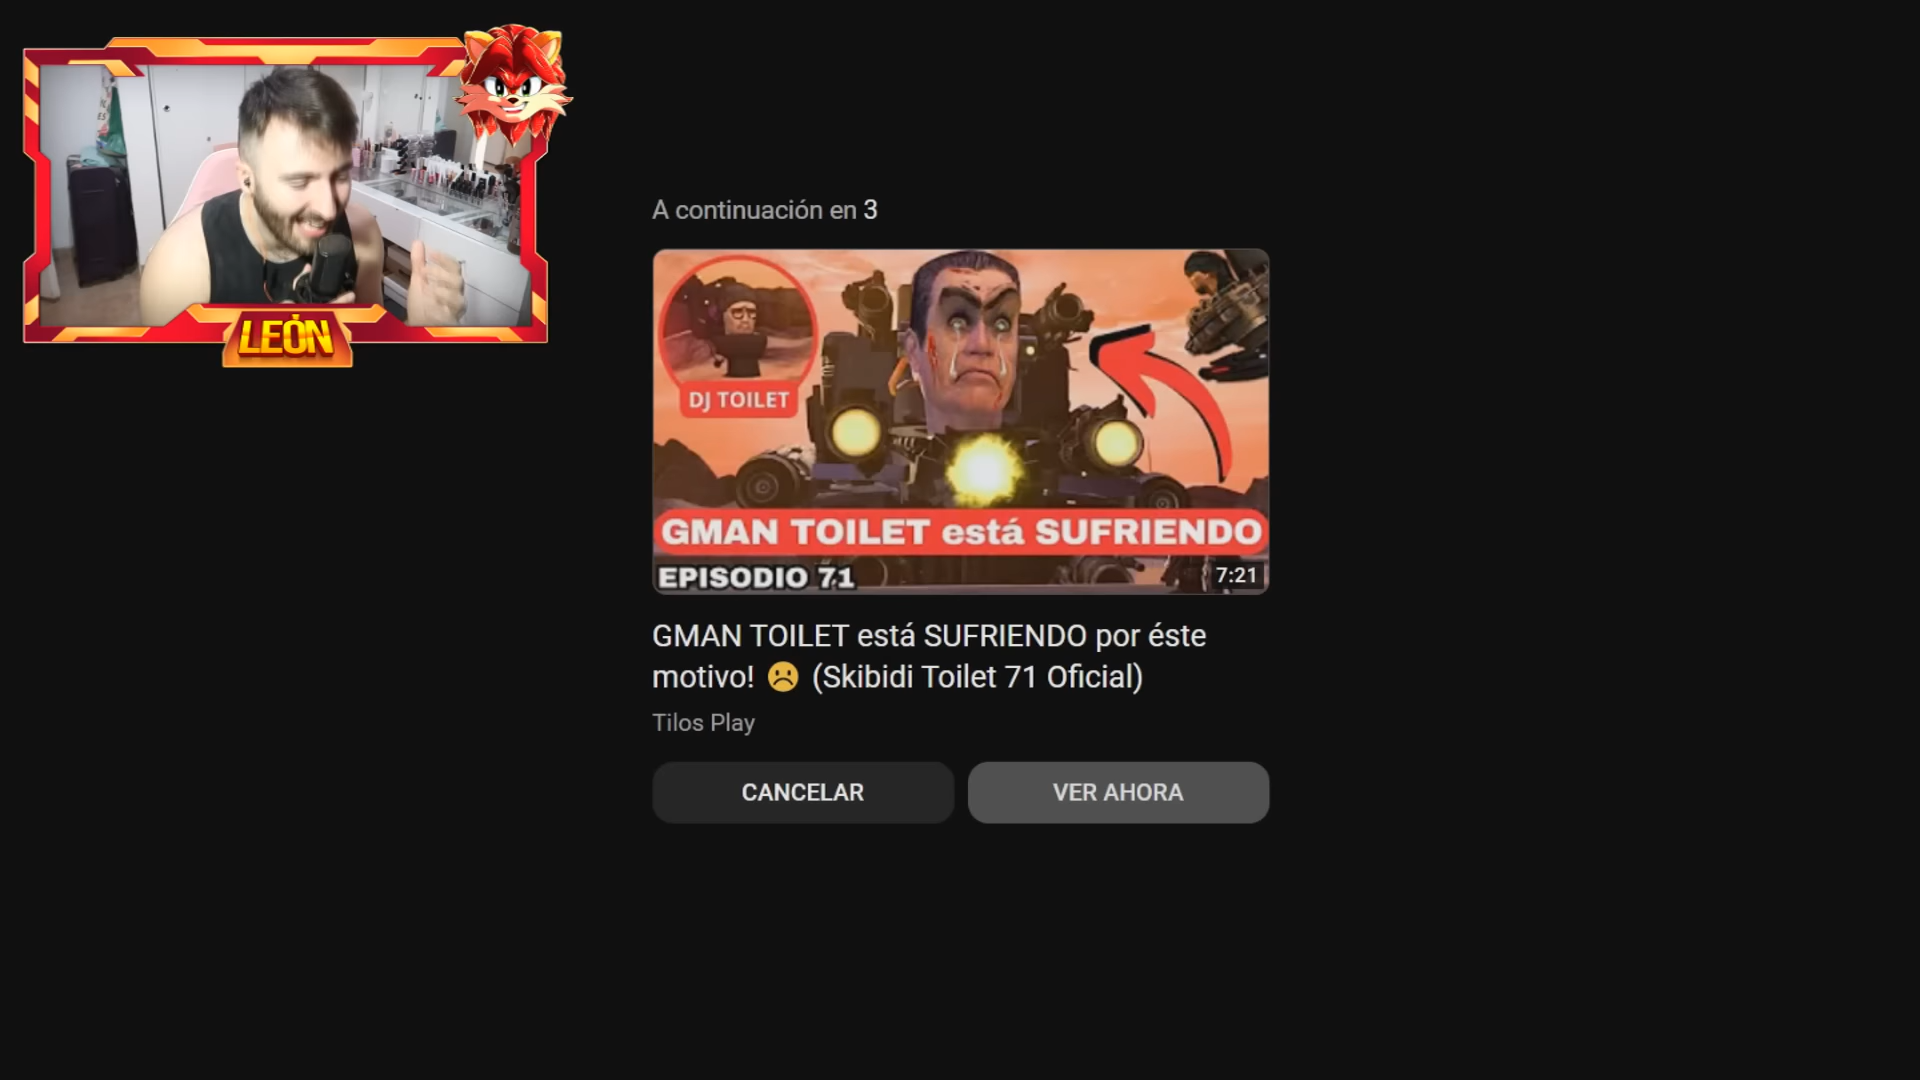 LEÓN
A continuación en 3
DJ TOILET
GMAN TOILET está SUFRIENDO
EPISODIO 71
7:21
GMAN TOILET está SUFRIENDO por éste
motivo! ☹️ (Skibidi Toilet 71 Oficial)
Tilos Play
CANCELAR
VER AHORA